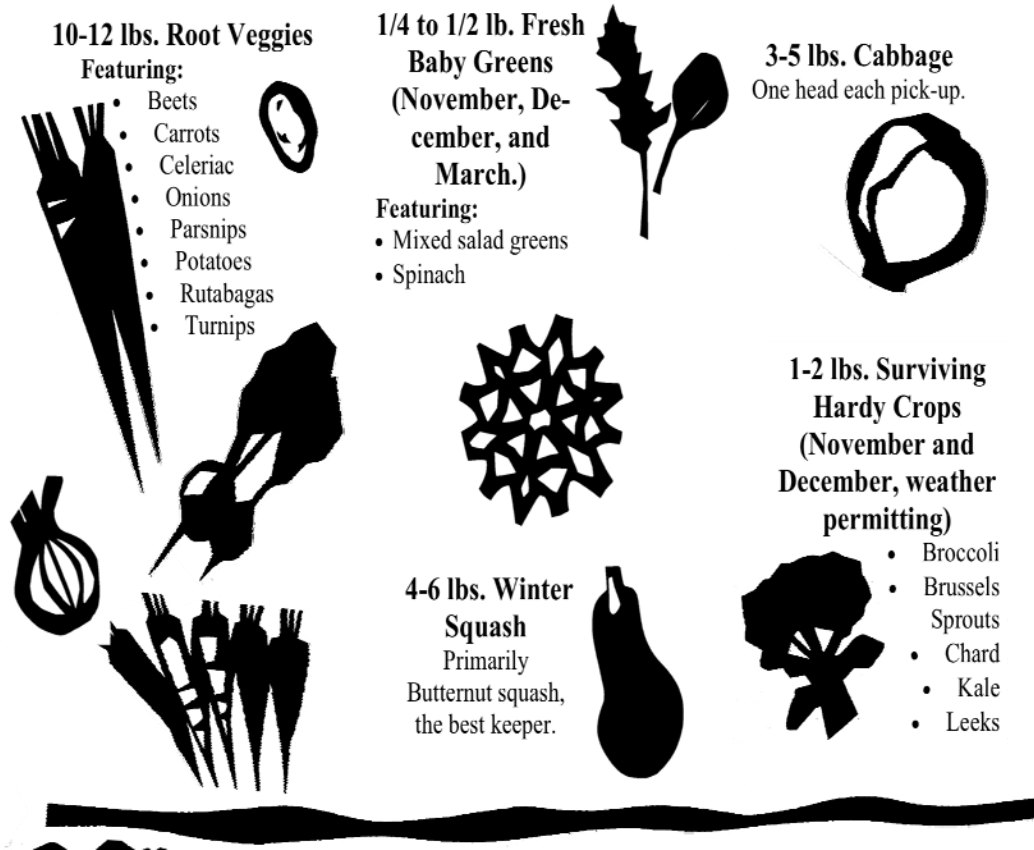 10-12 lbs. Root Veggies
Featuring:
• Beets
• Carrots
• Celeriac
• Onions
• Parsnips
• Potatoes
• Rutabagas
• Turnips
1/4 to 1/2 lb. Fresh
Baby Greens
(November, De-
cember, and
March.)
Featuring:
• Mixed salad greens
• Spinach
3-5 lbs. Cabbage
One head each pick-up.
1-2 lbs. Surviving
Hardy Crops
(November and
December, weather
permitting)
• Broccoli
• Brussels
Sprouts
• Chard
• Kale
• Leeks
4-6 lbs. Winter
Squash
Primarily
Butternut squash,
the best keeper.